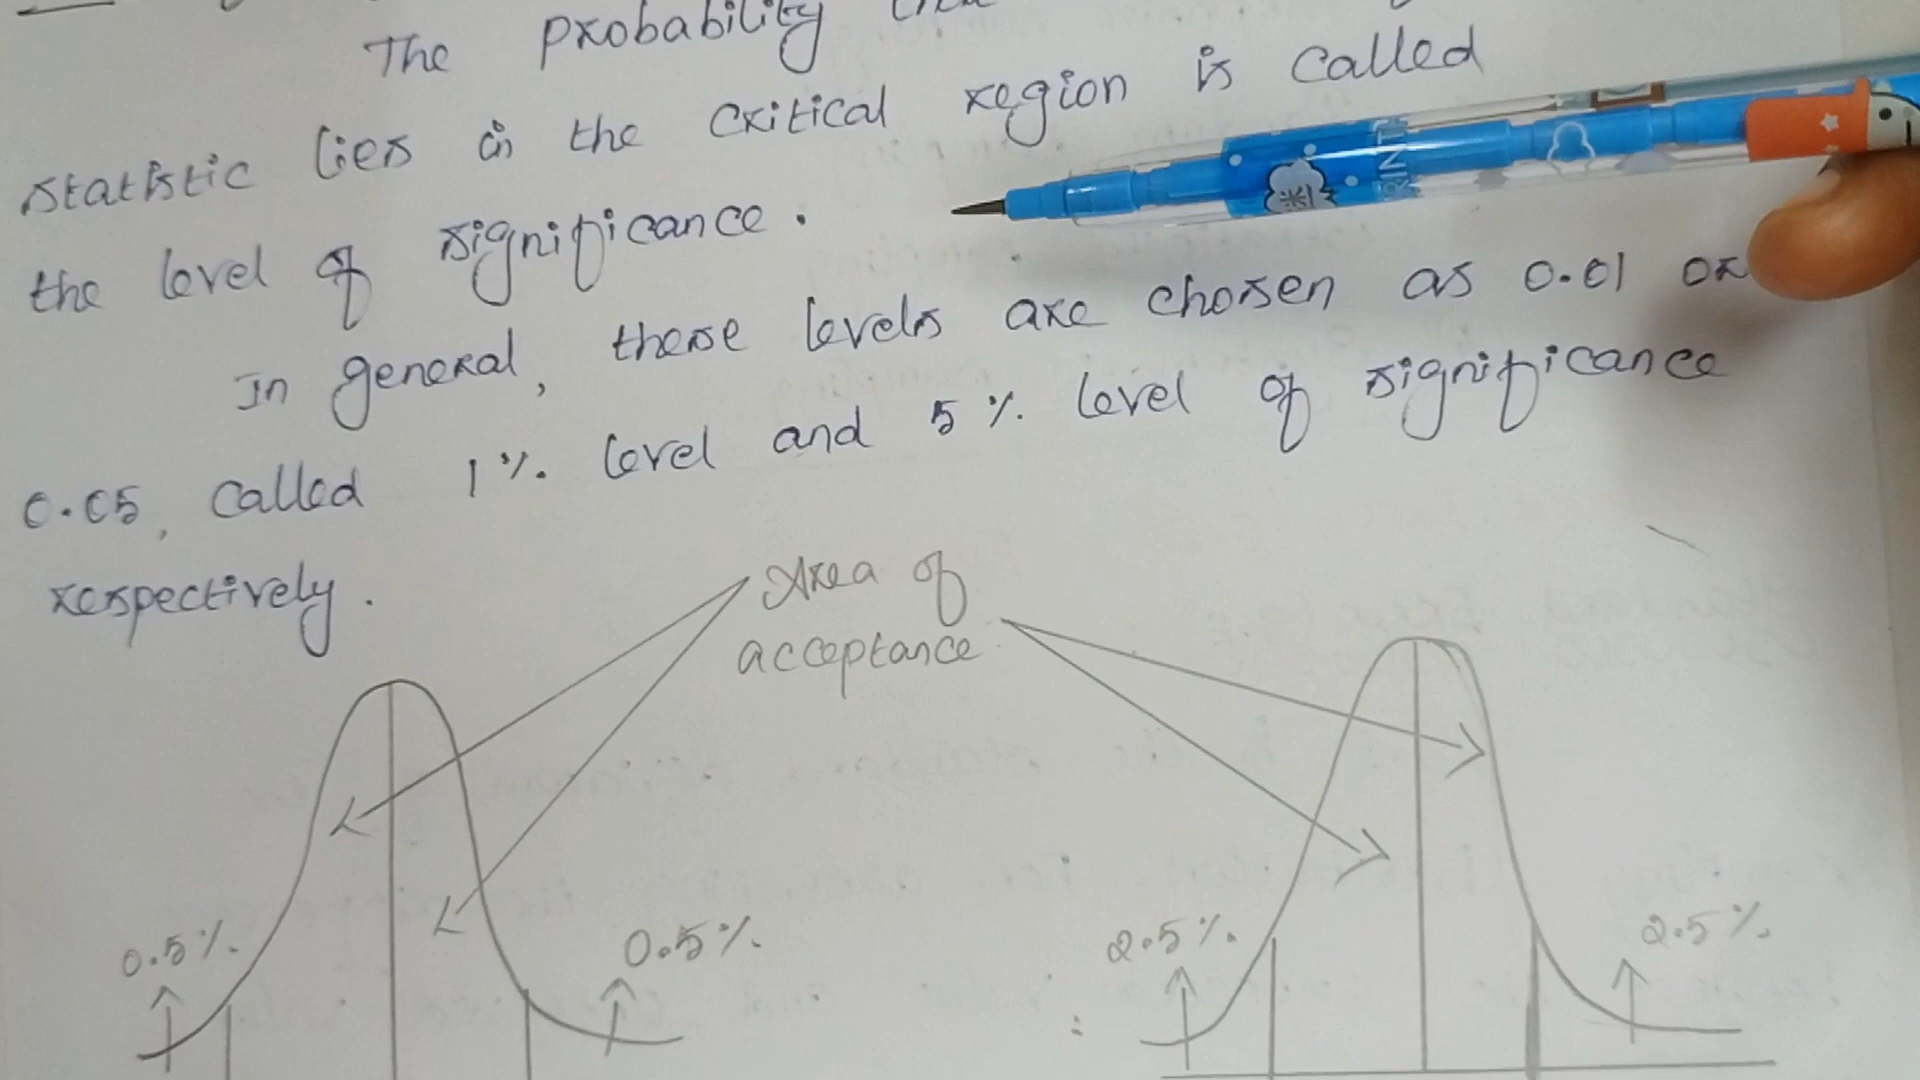 The probability
statistic lies in the critical region is called
the level of significance.
In general, these levels are chosen as 0.01 or
0.05, called 1% level and 5% level of significance
respectively.
Area of
acceptance
0.5% 0.5% 2.5% 2.5%